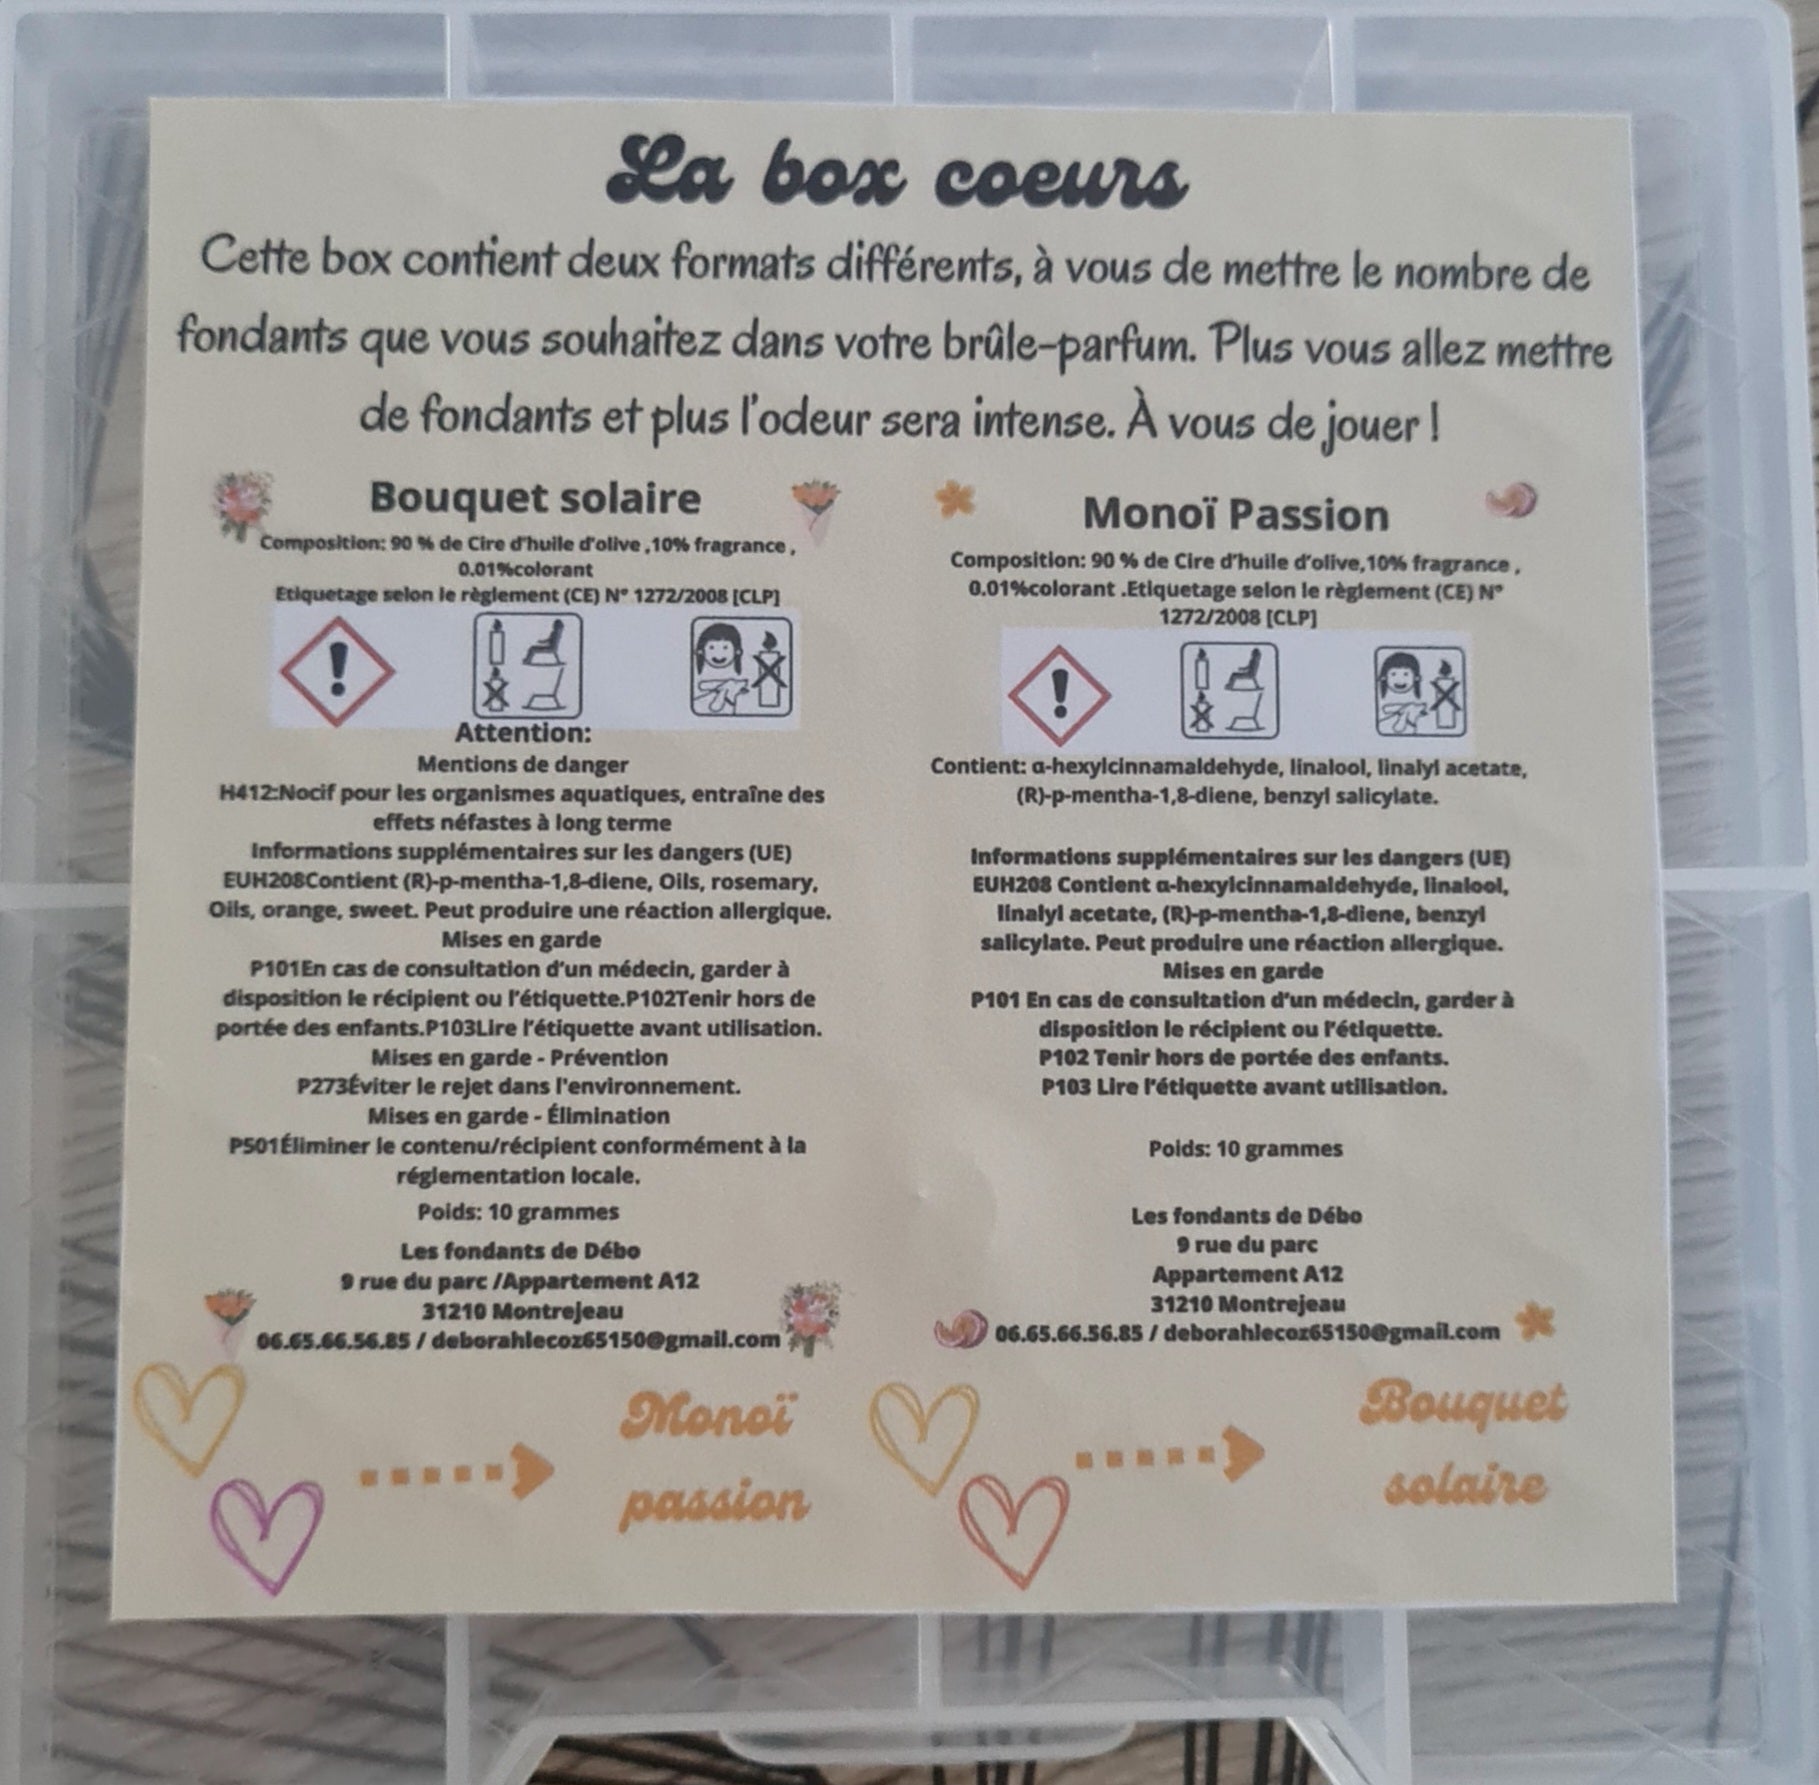 La box coeurs
Cette box contient deux formats différents, à vous de mettre le nombre de
fondants que vous souhaitez dans votre brûle-parfum. Plus vous allez mettre
de fondants et plus l'odeur sera intense. À vous de jouer !
Bouquet solaire
Composition: 90 % de Cire d'huile d'olive ,10% fragrance ,
0.01%colorant
Etiquetage selon le règlement (CE) N° 1272/2008 [CLP]
Attention:
Mentions de danger
H412:Nocif pour les organismes aquatiques, entraîne des
effets néfastes à long terme
Informations supplémentaires sur les dangers (UE)
EUH208Contient (R)-p-mentha-1,8-diene, Oils, rosemary,
Oils, orange, sweet. Peut produire une réaction allergique.
Mises en garde
P101En cas de consultation d'un médecin, garder à
disposition le récipient ou l'étiquette.P102Tenir hors de
portée des enfants.P103Lire l'étiquette avant utilisation.
Mises en garde - Prévention
P273Éviter le rejet dans l'environnement.
Mises en garde - Élimination
P501Éliminer le contenu/récipient conformément à la
réglementation locale.
Poids: 10 grammes
Les fondants de Débo
9 rue du parc /Appartement A12
31210 Montrejeau
06.65.66.56.85 / deborahlecoz65150@gmail.com
Monoï Passion
Composition: 90 % de Cire d'huile d'olive,10% fragrance ,
0.01%colorant .Etiquetage selon le règlement (CE) N°
1272/2008 [CLP]
Contient: α-hexylcinnamaldehyde, linalool, linalyl acetate,
(R)-p-mentha-1,8-diene, benzyl salicylate.
Informations supplémentaires sur les dangers (UE)
EUH208 Contient α-hexylcinnamaldehyde, linalool,
linalyl acetate, (R)-p-mentha-1,8-diene, benzyl
salicylate. Peut produire une réaction allergique.
Mises en garde
P101 En cas de consultation d'un médecin, garder à
disposition le récipient ou l'étiquette.
P102 Tenir hors de portée des enfants.
P103 Lire l'étiquette avant utilisation.
Poids: 10 grammes
Les fondants de Débo
9 rue du parc
Appartement A12
31210 Montrejeau
06.65.66.56.85 / deborahlecoz65150@gmail.com
Monoï
passion
Bouquet
solaire